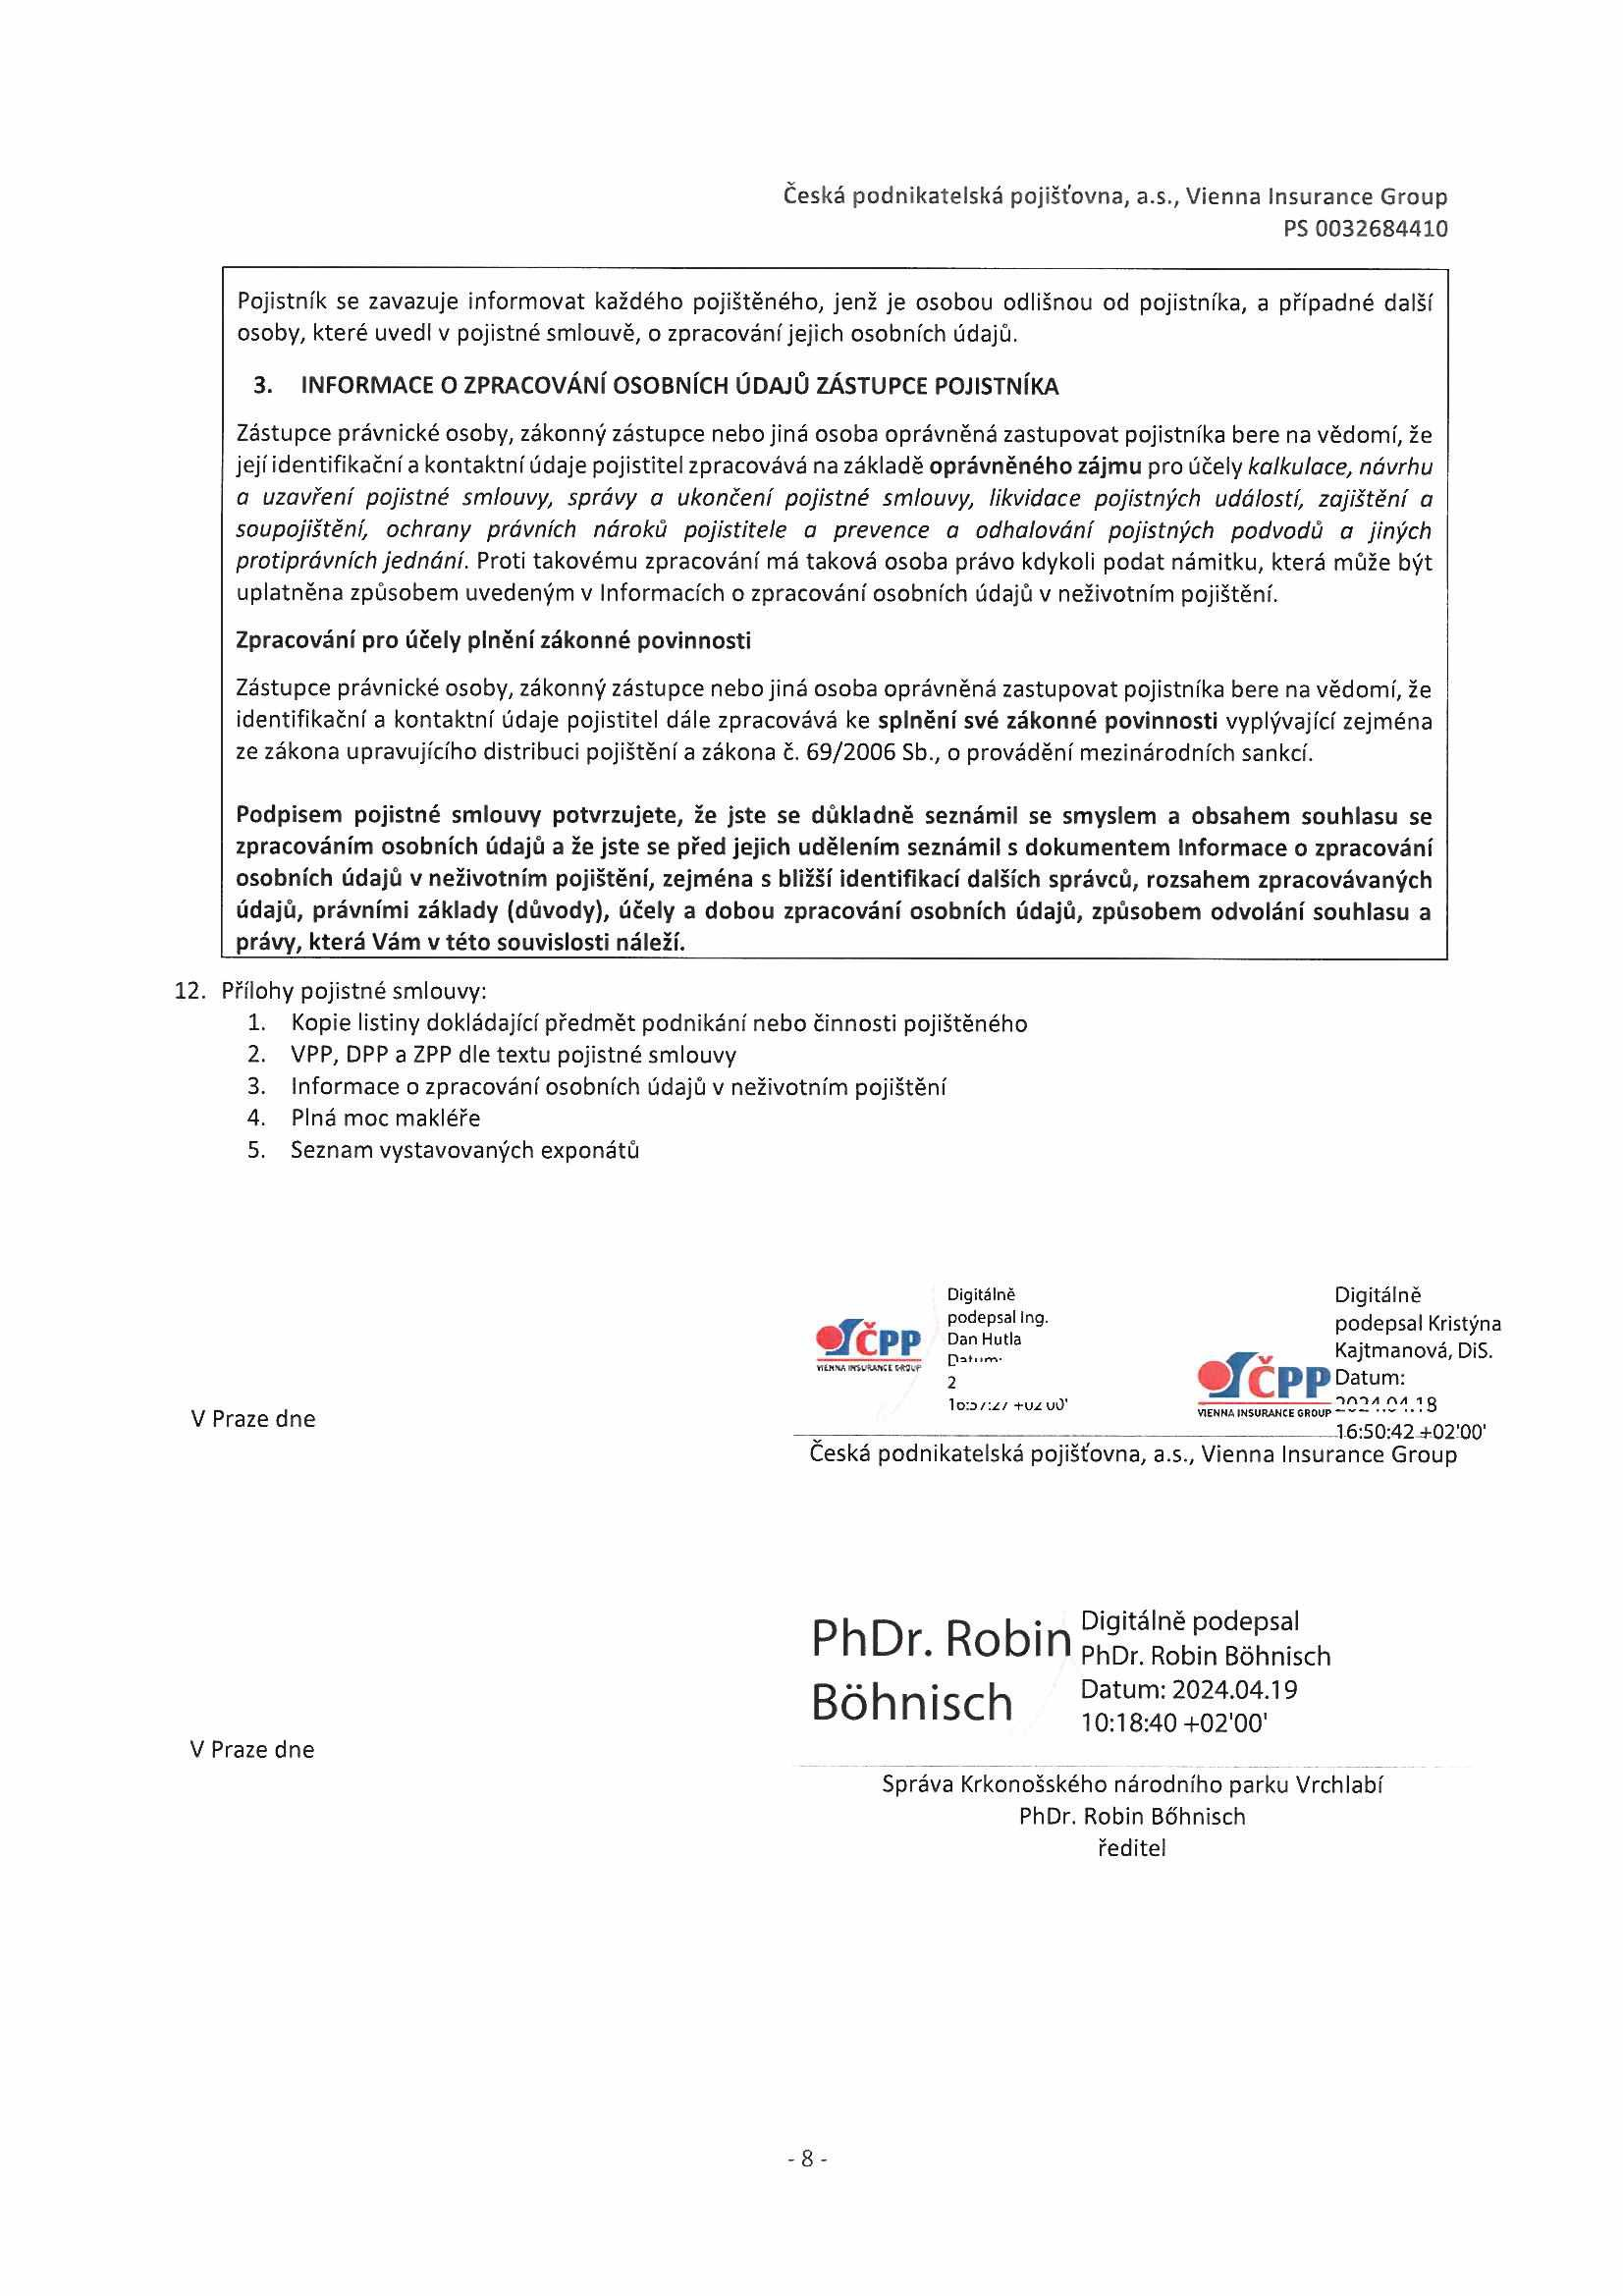 Česká podnikatelská pojišťovna, a.s., Vienna Insurance Group
PS 0032684410
Pojistník se zavazuje informovat každého pojištěného, jenž je osobou odlišnou od pojistníka, a případné další
osoby, které uvedl v pojistné smlouvě, o zpracování jejich osobních údajů.
3. INFORMACE O ZPRACOVÁNÍ OSOBNÍCH ÚDAJŮ ZÁSTUPCE POJISTNÍKA
Zástupce právnické osoby, zákonný zástupce nebo jiná osoba oprávněná zastupovat pojistníka bere na vědomí, že
její identifikační a kontaktní údaje pojistitel zpracovává na základě oprávněného zájmu pro účely kalkulace, návrhu
a uzavření pojistné smlouvy, správy a ukončení pojistné smlouvy, likvidace pojistných událostí, zajištění a
soupojištění, ochrany právních nároků pojistitele a prevence a odhalování pojistných podvodů a jiných
protiprávních jednání. Proti takovému zpracování má taková osoba právo kdykoli podat námitku, která může být
uplatněna způsobem uvedeným v Informacích o zpracování osobních údajů v neživotním pojištění.
Zpracování pro účely plnění zákonné povinnosti
Zástupce právnické osoby, zákonný zástupce nebo jiná osoba oprávněná zastupovat pojistníka bere na vědomí, že
identifikační a kontaktní údaje pojistitel dále zpracovává ke splnění své zákonné povinnosti vyplývající zejména
ze zákona upravujícího distribuci pojištění a zákona č. 69/2006 Sb., o provádění mezinárodních sankcí.
Podpisem pojistné smlouvy potvrzujete, že jste se důkladně seznámil se smyslem a obsahem souhlasu se
zpracováním osobních údajů a že jste se před jejich udělením seznámil s dokumentem Informace o zpracování
osobních údajů v neživotním pojištění, zejména s bližší identifikací dalších správců, rozsahem zpracovávaných
údajů, právními základy (důvody), účely a dobou zpracování osobních údajů, způsobem odvolání souhlasu a
právy, která Vám v této souvislosti náleží.
12. Přílohy pojistné smlouvy:
1. Kopie listiny dokládající předmět podnikání nebo činnosti pojištěného
2. VPP, DPP a ZPP dle textu pojistné smlouvy
3. Informace o zpracování osobních údajů v neživotním pojištění
4. Plná moc makléře
5. Seznam vystavovaných exponátů
ČPP
VIENNA INSURANCE GROUP
Digitálně
podepsal Ing.
Dan Hutla
Datum:
2
ČPP
VIENNA INSURANCE GROUP
Digitálně
podepsal Kristýna
Kajtmanová, DiS.
Datum:
2024.04.18
16:50:42 +02'00'
V Praze dne
Česká podnikatelská pojišťovna, a.s., Vienna Insurance Group
PhDr. Robin
Böhnisch
Digitálně podepsal
PhDr. Robin Böhnisch
Datum: 2024.04.19
10:18:40 +02'00'
V Praze dne
Správa Krkonošského národního parku Vrchlabí
PhDr. Robin Bőhnisch
ředitel
- 8 -